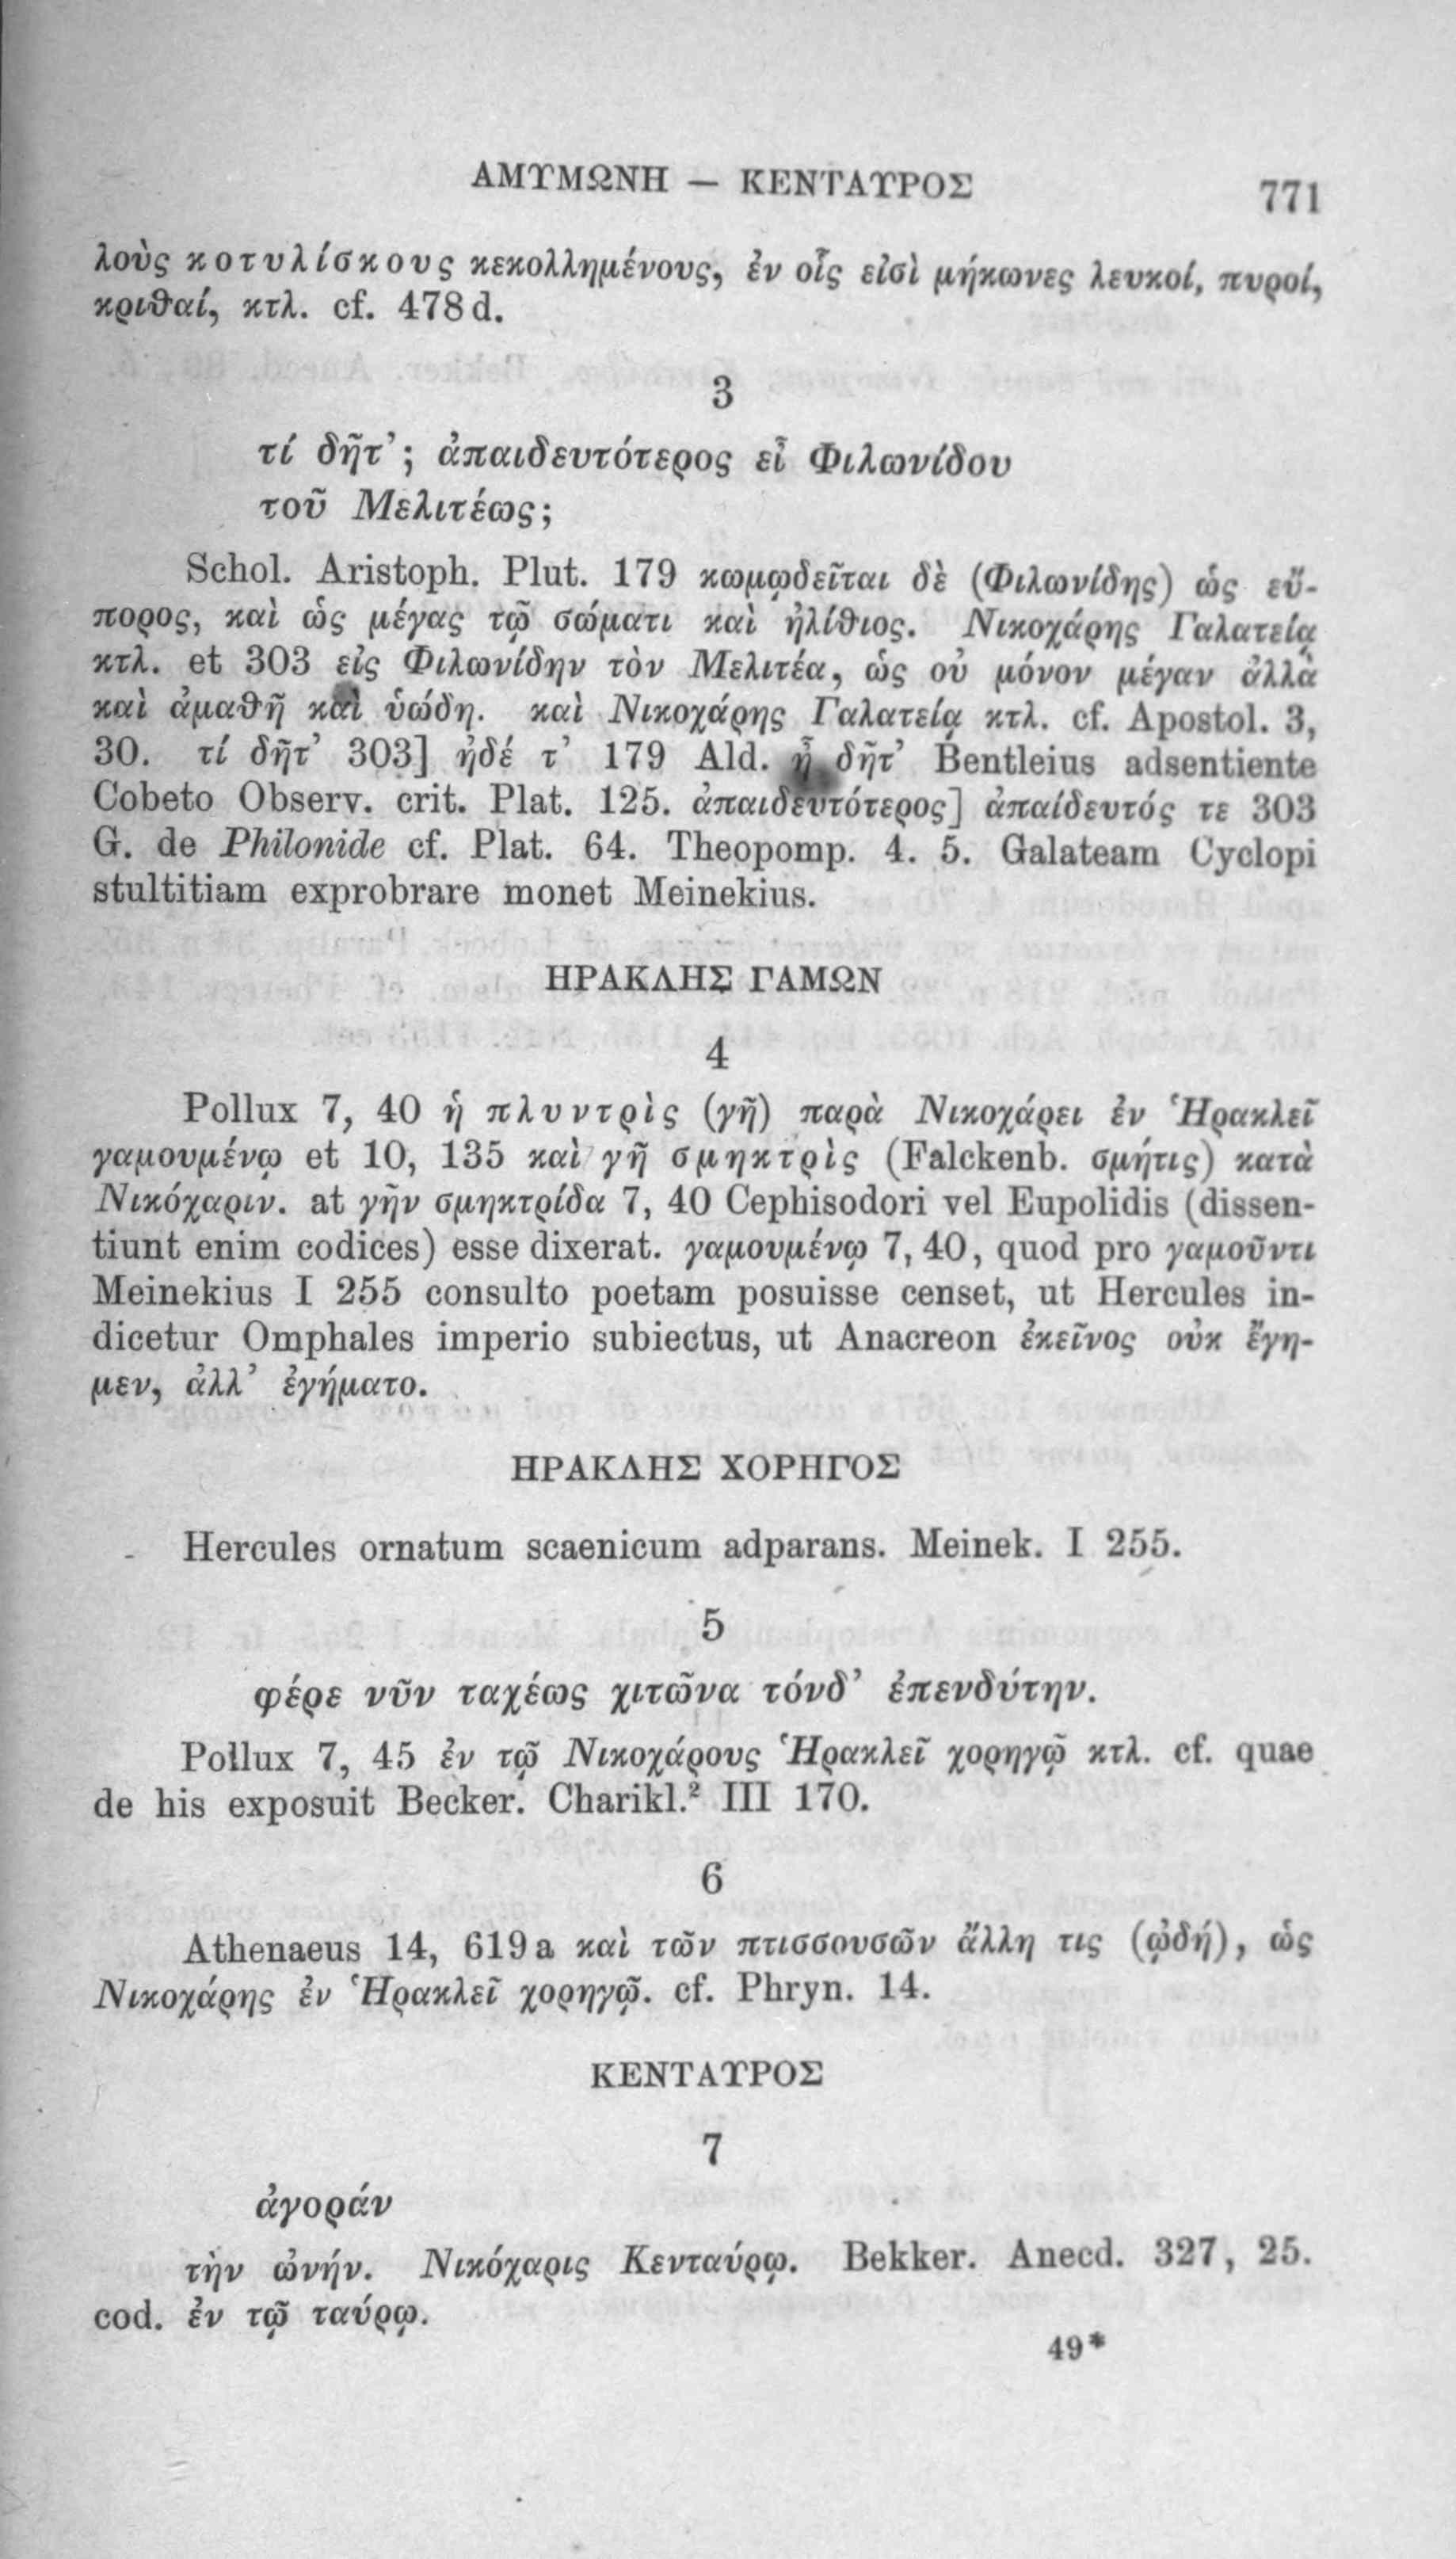 ΑΜΥΜΩΝΗ — ΚΕΝΤΑΥΡΟΣ 771
λοὺς κοτυλίσκους κεκολλημένους, ἐν οἷς εἰσὶ μήκωνες λευκοί, πυροί,
κριθαί, κτλ. cf. 478 d.
3
τί δῆτ’; ἀπαιδευτότερος εἶ Φιλωνίδου
τοῦ Μελιτέως;
Schol. Aristoph. Plut. 179 κωμῳδεῖται δὲ (Φιλωνίδης) ὡς εὔ-
πορος, καὶ ὡς μέγας τῷ σώματι καὶ ἠλίθιος. Νικοχάρης Γαλατείᾳ
κτλ. et 303 εἰς Φιλωνίδην τὸν Μελιτέα, ὡς οὐ μόνον μέγαν ἀλλὰ
καὶ ἀμαθῆ καὶ ὑώδη. καὶ Νικοχάρης Γαλατείᾳ κτλ. cf. Apostol. 3,
30. τί δῆτ’ 303] ἠδέ τ’ 179 Ald. ἦ δῆτ’ Bentleius adsentiente
Cobeto Observ. crit. Plat. 125. ἀπαιδευτότερος] ἀπαίδευτός τε 303
G. de Philonide cf. Plat. 64. Theopomp. 4. 5. Galateam Cyclopi
stultitiam exprobrare monet Meinekius.
ΗΡΑΚΛΗΣ ΓΑΜΩΝ
4
Pollux 7, 40 ἡ πλυντρὶς (γῆ) παρὰ Νικοχάρει ἐν Ἡρακλεῖ
γαμουμένῳ et 10, 135 καὶ γῆ σμηκτρὶς (Falckenb. σμήτις) κατὰ
Νικόχαριν. at γῆν σμηκτρίδα 7, 40 Cephisodori vel Eupolidis (dissen-
tiunt enim codices) esse dixerat. γαμουμένῳ 7, 40, quod pro γαμοῦντι
Meinekius I 255 consulto poetam posuisse censet, ut Hercules in-
dicetur Omphales imperio subiectus, ut Anacreon ἐκεῖνος οὐκ ἔγη-
μεν, ἀλλ’ ἐγήματο.
ΗΡΑΚΛΗΣ ΧΟΡΗΓΟΣ
Hercules ornatum scaenicum adparans. Meinek. I 255.
5
φέρε νῦν ταχέως χιτῶνα τόνδ’ ἐπενδύτην.
Pollux 7, 45 ἐν τῷ Νικοχάρους Ἡρακλεῖ χορηγῷ κτλ. cf. quae
de his exposuit Becker. Charikl.² III 170.
6
Athenaeus 14, 619 a καὶ τῶν πτισσουσῶν ἄλλη τις (ᾠδή), ὡς
Νικοχάρης ἐν Ἡρακλεῖ χορηγῷ. cf. Phryn. 14.
ΚΕΝΤΑΥΡΟΣ
7
ἀγοράν
τὴν ὠνήν. Νικόχαρις Κενταύρῳ. Bekker. Anecd. 327, 25.
cod. ἐν τῷ ταύρῳ.
49*